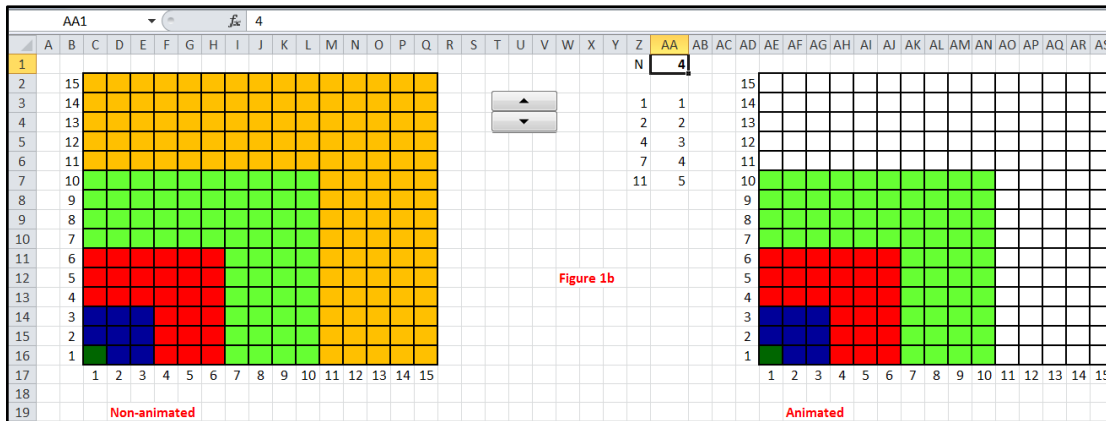 AA1 fx 4
A B C D E F G H I J K L M N O P Q R S T U V W X Y Z AA AB AC AD AE AF AG AH AI AJ AK AL AM AN AO AP AQ AR AS
1 N 4
2 15 15
3 14 1 1 14
4 13 2 2 13
5 12 4 3 12
6 11 7 4 11
7 10 11 5 10
8 9 9
9 8 8
10 7 7
11 6 6
12 5 Figure 1b 5
13 4 4
14 3 3
15 2 2
16 1 1
17 1 2 3 4 5 6 7 8 9 10 11 12 13 14 15 1 2 3 4 5 6 7 8 9 10 11 12 13 14 15
18
19 Non-animated Animated